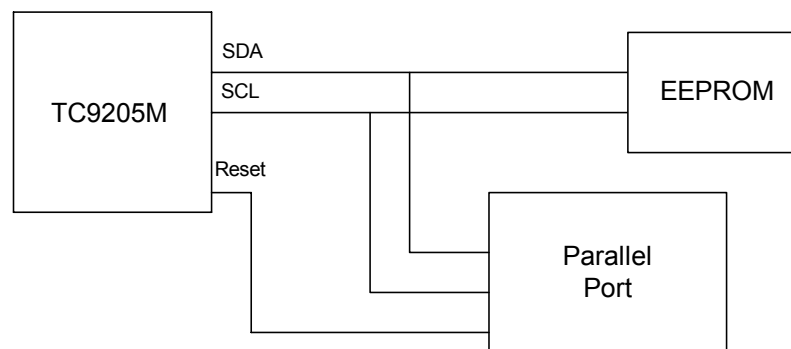 SDA
SCL
TC9205M
EEPROM
Reset
Parallel
Port